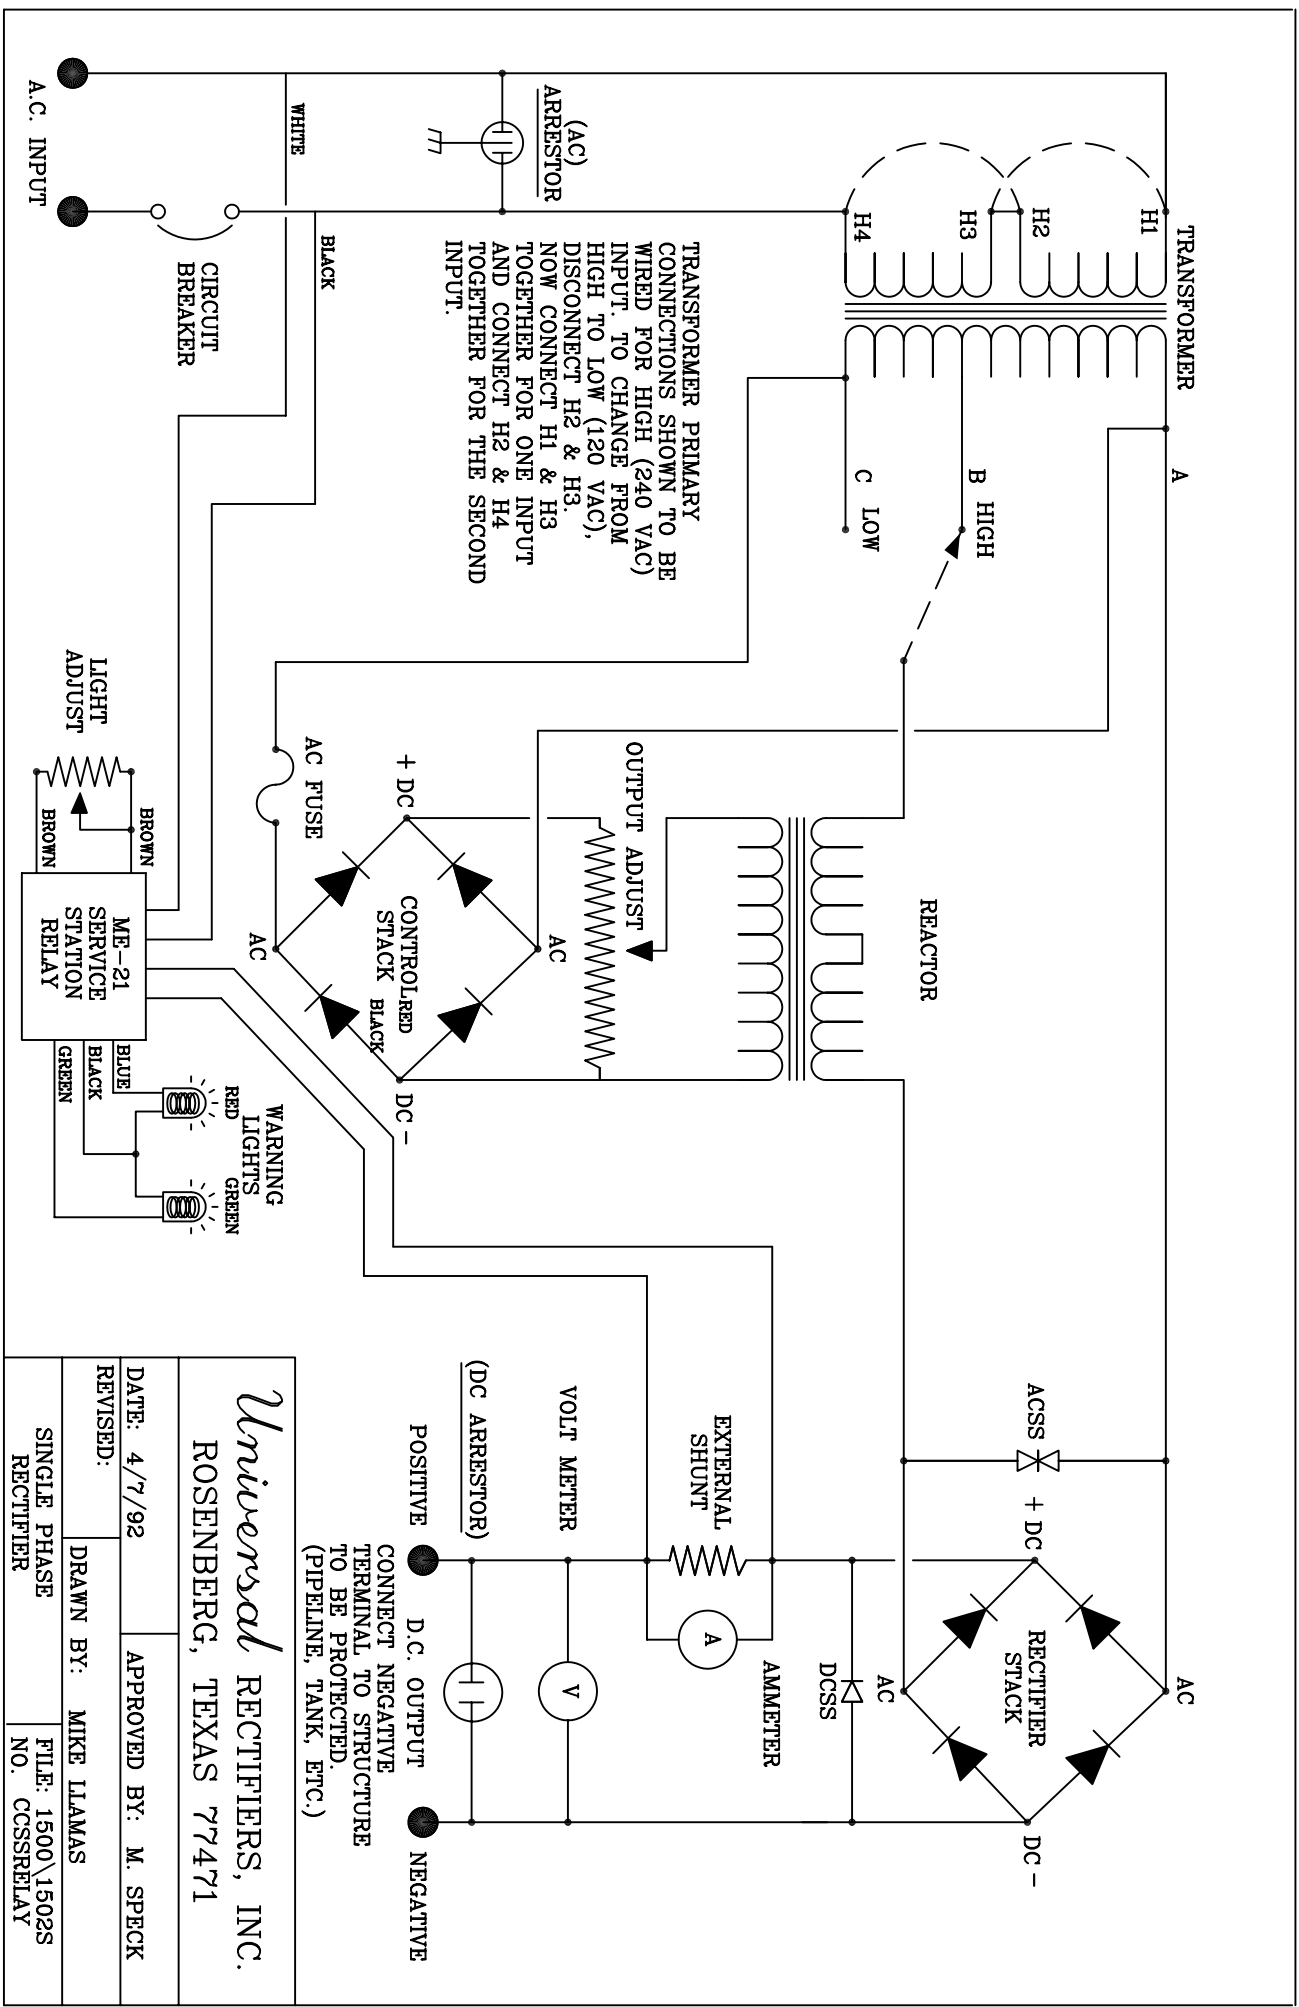 TRANSFORMER
H1
H2
H3
H4
A
B HIGH
C LOW
(AC)
ARRESTOR
TRANSFORMER PRIMARY
CONNECTIONS SHOWN TO BE
WIRED FOR HIGH (240 VAC)
INPUT. TO CHANGE FROM
HIGH TO LOW (120 VAC),
DISCONNECT H2 & H3.
NOW CONNECT H1 & H3
TOGETHER FOR ONE INPUT
AND CONNECT H2 & H4
TOGETHER FOR THE SECOND
INPUT.
WHITE
BLACK
A.C. INPUT
CIRCUIT
BREAKER
REACTOR
OUTPUT ADJUST
AC FUSE
+ DC
AC
CONTROL
STACK
RED
BLACK
AC
DC -
LIGHT
ADJUST
BROWN
BROWN
ME-21
SERVICE
STATION
RELAY
BLUE
BLACK
GREEN
WARNING
LIGHTS
RED
GREEN
ACSS
+ DC
AC
RECTIFIER
STACK
AC
DC -
DCSS
EXTERNAL
SHUNT
A
AMMETER
VOLT METER
V
(DC ARRESTOR)
POSITIVE
D.C. OUTPUT
NEGATIVE
CONNECT NEGATIVE
TERMINAL TO STRUCTURE
TO BE PROTECTED.
(PIPELINE, TANK, ETC.)
Universal RECTIFIERS, INC.
ROSENBERG, TEXAS 77471
DATE: 4/7/92
REVISED:
APPROVED BY: M. SPECK
DRAWN BY: MIKE LLAMAS
SINGLE PHASE
RECTIFIER
FILE: 1500\1502S
NO. CCSSRELAY